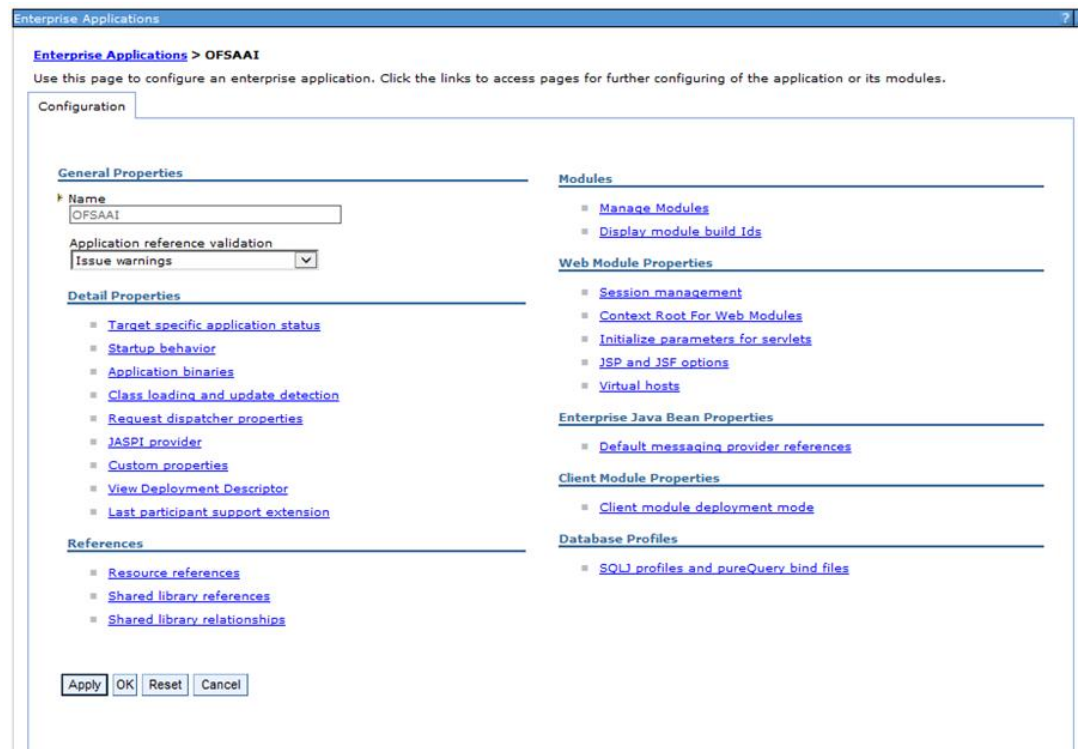 Enterprise Applications
?
Enterprise Applications > OFSAAI
Use this page to configure an enterprise application. Click the links to access pages for further configuring of the application or its modules.
Configuration
General Properties
Name
OFSAAI
Application reference validation
Issue warnings
Detail Properties
Target specific application status
Startup behavior
Application binaries
Class loading and update detection
Request dispatcher properties
JASPI provider
Custom properties
View Deployment Descriptor
Last participant support extension
References
Resource references
Shared library references
Shared library relationships
Modules
Manage Modules
Display module build Ids
Web Module Properties
Session management
Context Root For Web Modules
Initialize parameters for servlets
JSP and JSF options
Virtual hosts
Enterprise Java Bean Properties
Default messaging provider references
Client Module Properties
Client module deployment mode
Database Profiles
SQLJ profiles and pureQuery bind files
Apply OK Reset Cancel